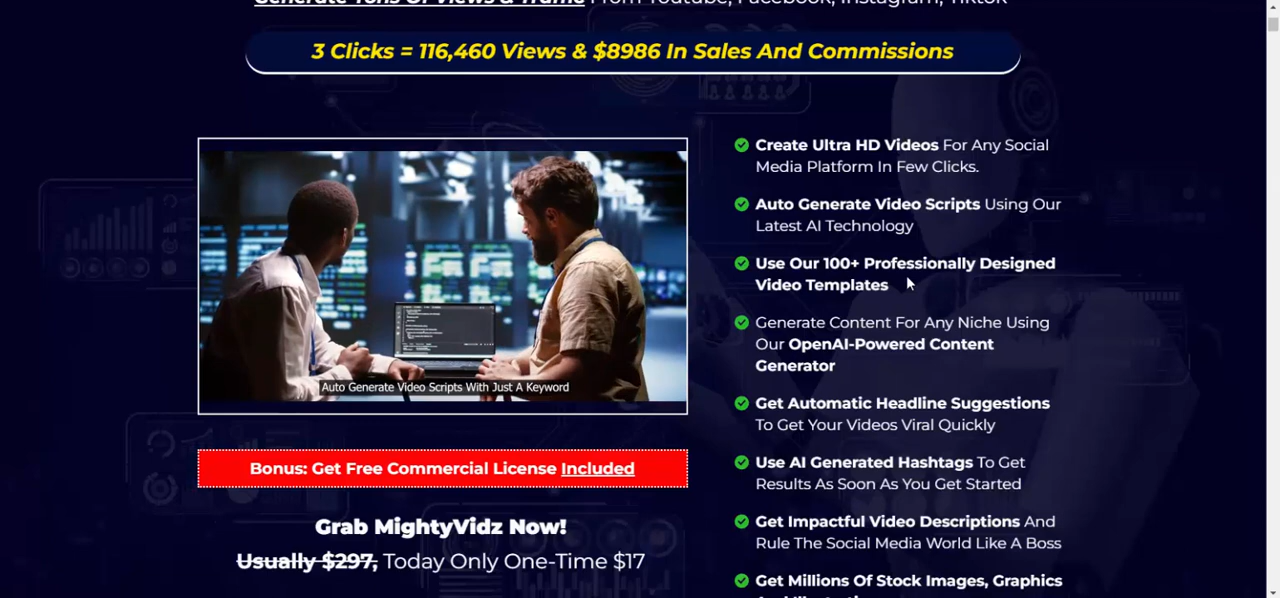 Generate Tons Of Views & Traffic From Youtube, Facebook, Instagram, Tiktok
3 Clicks = 116,460 Views & $8986 In Sales And Commissions
Create Ultra HD Videos For Any Social
Media Platform In Few Clicks.
Auto Generate Video Scripts Using Our
Latest AI Technology
Use Our 100+ Professionally Designed
Video Templates
Generate Content For Any Niche Using
Our OpenAI-Powered Content
Generator
Get Automatic Headline Suggestions
To Get Your Videos Viral Quickly
Use AI Generated Hashtags To Get
Results As Soon As You Get Started
Get Impactful Video Descriptions And
Rule The Social Media World Like A Boss
Get Millions Of Stock Images, Graphics
Auto Generate Video Scripts With Just A Keyword
Bonus: Get Free Commercial License Included
Grab MightyVidz Now!
Usually $297, Today Only One-Time $17